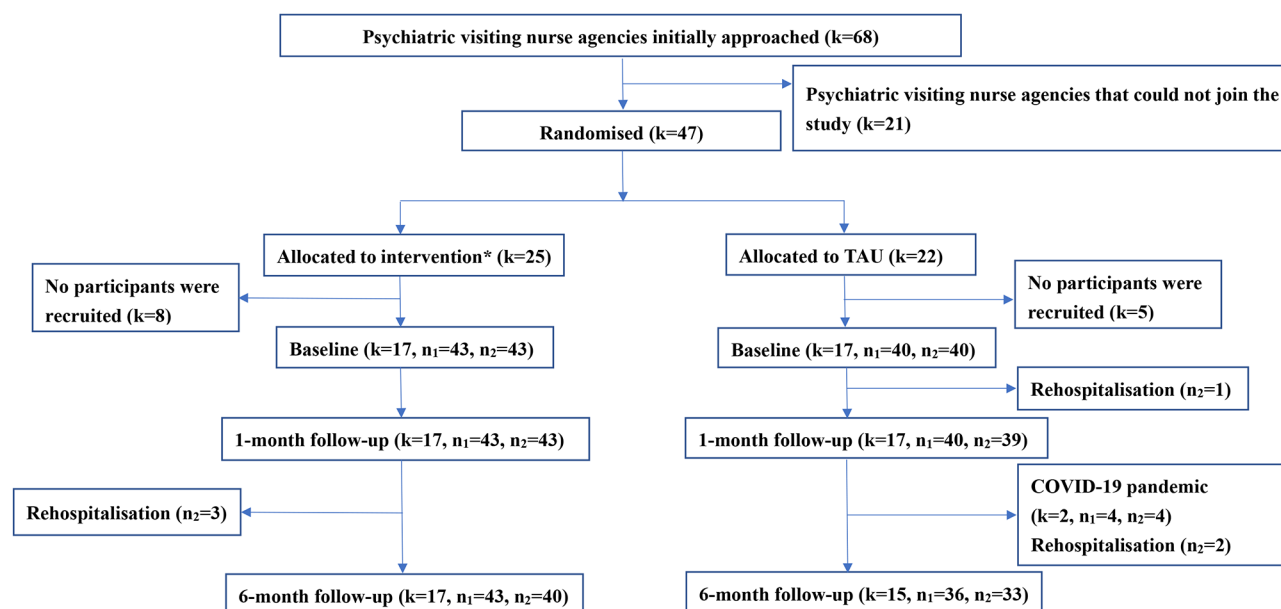 Psychiatric visiting nurse agencies initially approached (k=68)
Psychiatric visiting nurse agencies that could not join the
study (k=21)
Randomised (k=47)
Allocated to intervention* (k=25)
Allocated to TAU (k=22)
No participants were
recruited (k=8)
No participants were
recruited (k=5)
Baseline (k=17, n₁=43, n₂=43)
Baseline (k=17, n₁=40, n₂=40)
Rehospitalisation (n₂=1)
1-month follow-up (k=17, n₁=43, n₂=43)
1-month follow-up (k=17, n₁=40, n₂=39)
Rehospitalisation (n₂=3)
COVID-19 pandemic
(k=2, n₁=4, n₂=4)
Rehospitalisation (n₂=2)
6-month follow-up (k=17, n₁=43, n₂=40)
6-month follow-up (k=15, n₁=36, n₂=33)